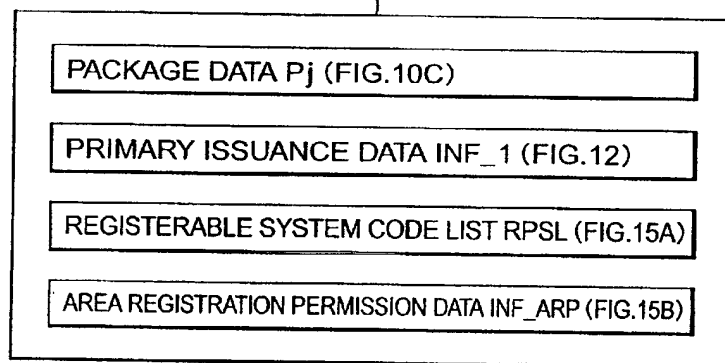 PACKAGE DATA Pj (FIG.10C)
PRIMARY ISSUANCE DATA INF_1 (FIG.12)
REGISTERABLE SYSTEM CODE LIST RPSL (FIG.15A)
AREA REGISTRATION PERMISSION DATA INF_ARP (FIG.15B)